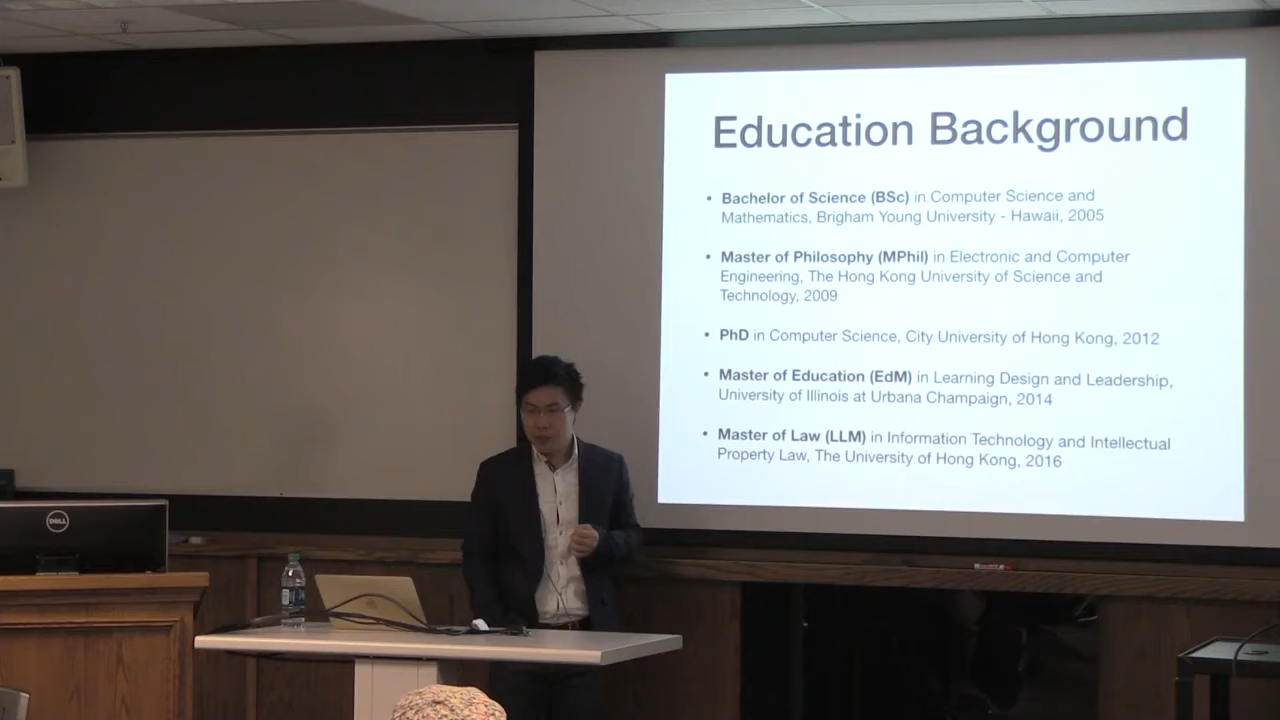 Education Background
• Bachelor of Science (BSc) in Computer Science and
Mathematics, Brigham Young University - Hawaii, 2005
• Master of Philosophy (MPhil) in Electronic and Computer
Engineering, The Hong Kong University of Science and
Technology, 2009
• PhD in Computer Science, City University of Hong Kong, 2012
• Master of Education (EdM) in Learning Design and Leadership,
University of Illinois at Urbana Champaign, 2014
• Master of Law (LLM) in Information Technology and Intellectual
Property Law, The University of Hong Kong, 2016
DELL